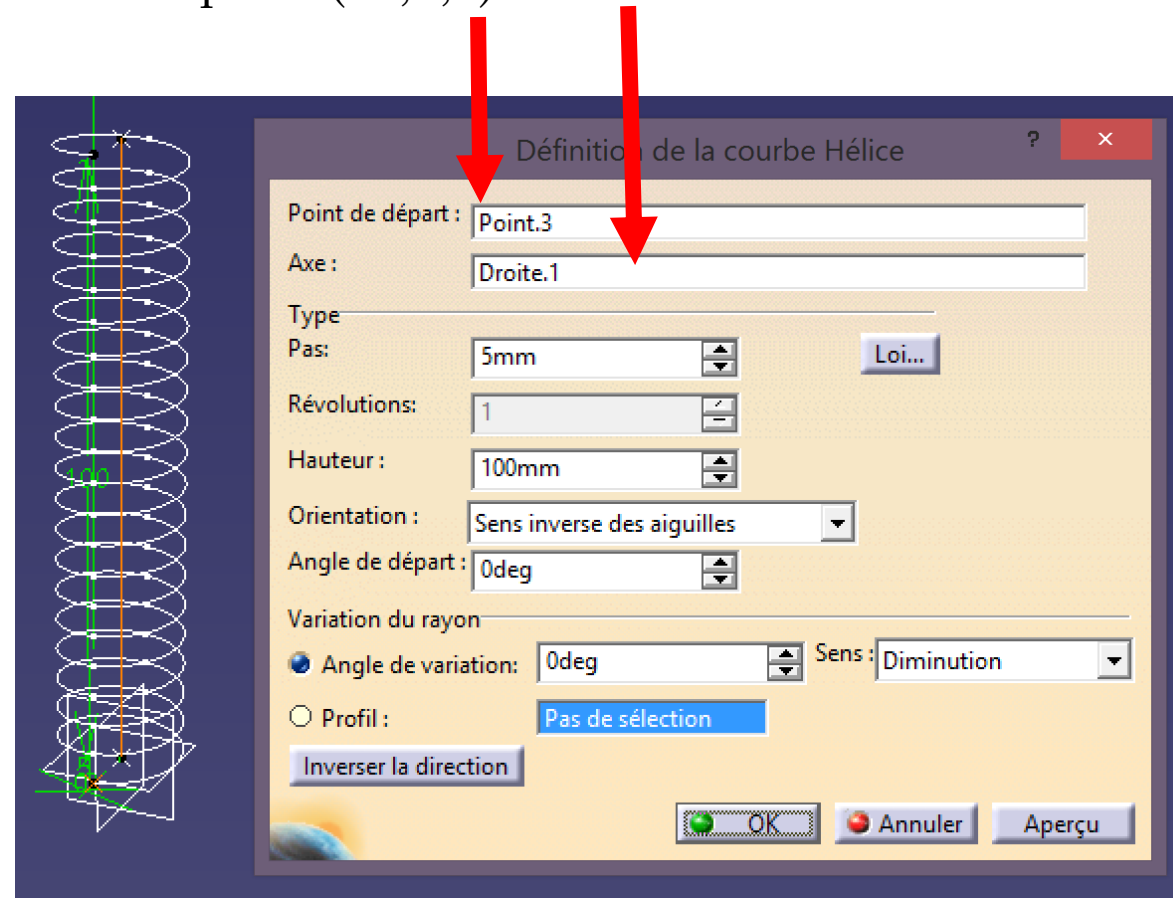 Définition de la courbe Hélice ? ×
Point de départ : Point.3
Axe : Droite.1
Type
Pas: 5mm Loi...
Révolutions: 1
Hauteur : 100mm
Orientation : Sens inverse des aiguilles
Angle de départ : 0deg
Variation du rayon
Angle de variation: 0deg Sens : Diminution
Profil : Pas de sélection
Inverser la direction
OK Annuler Aperçu
100